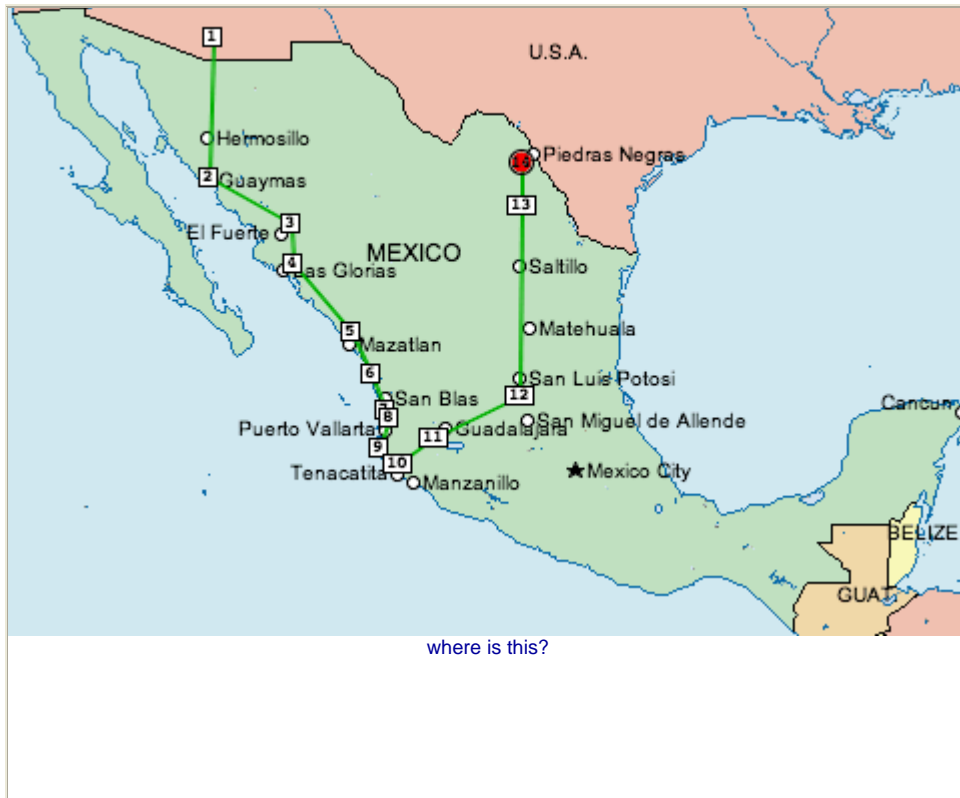 1
U.S.A.
Hermosillo
Piedras Negras
13
2
Guaymas
3
El Fuerte
MEXICO
4
Las Glorias
Saltillo
5
Mazatlan
Matehuala
6
San Luis Potosi
12
San Blas
Cancun
8
Puerto Vallarta
Guadalajara
San Miguel de Allende
11
9
10
Tenacatita
Manzanillo
Mexico City
BELIZE
GUAT.
where is this?